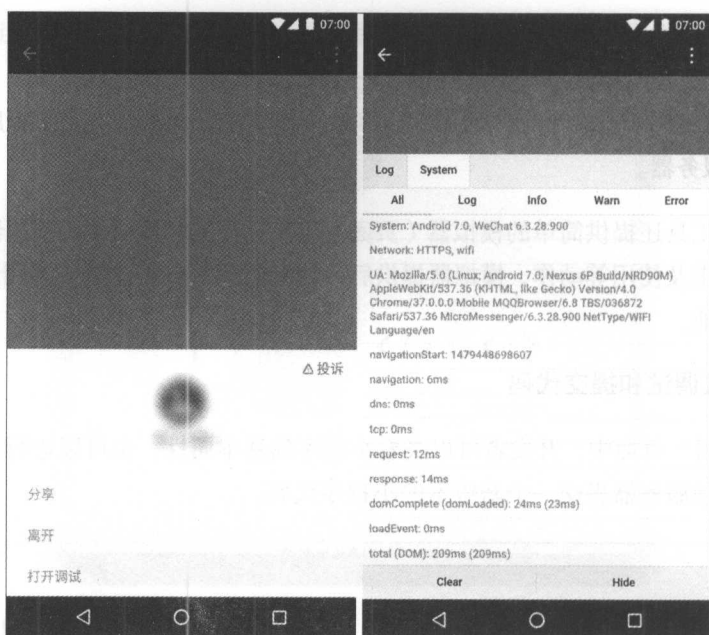 07:00
投诉
分享
离开
打开调试
07:00
Log System
All Log Info Warn Error
System: Android 7.0, WeChat 6.3.28.900
Network: HTTPS, wifi
UA: Mozilla/5.0 (Linux; Android 7.0; Nexus 6P Build/NRD90M)
AppleWebKit/537.36 (KHTML, like Gecko) Version/4.0
Chrome/37.0.0.0 Mobile MQQBrowser/6.8 TBS/036872
Safari/537.36 MicroMessenger/6.3.28.900 NetType/WIFI
Language/en
navigationStart: 1479448698607
navigation: 6ms
dns: 0ms
tcp: 0ms
request: 12ms
response: 14ms
domComplete (domLoaded): 24ms (23ms)
loadEvent: 0ms
total (DOM): 209ms (209ms)
Clear Hide